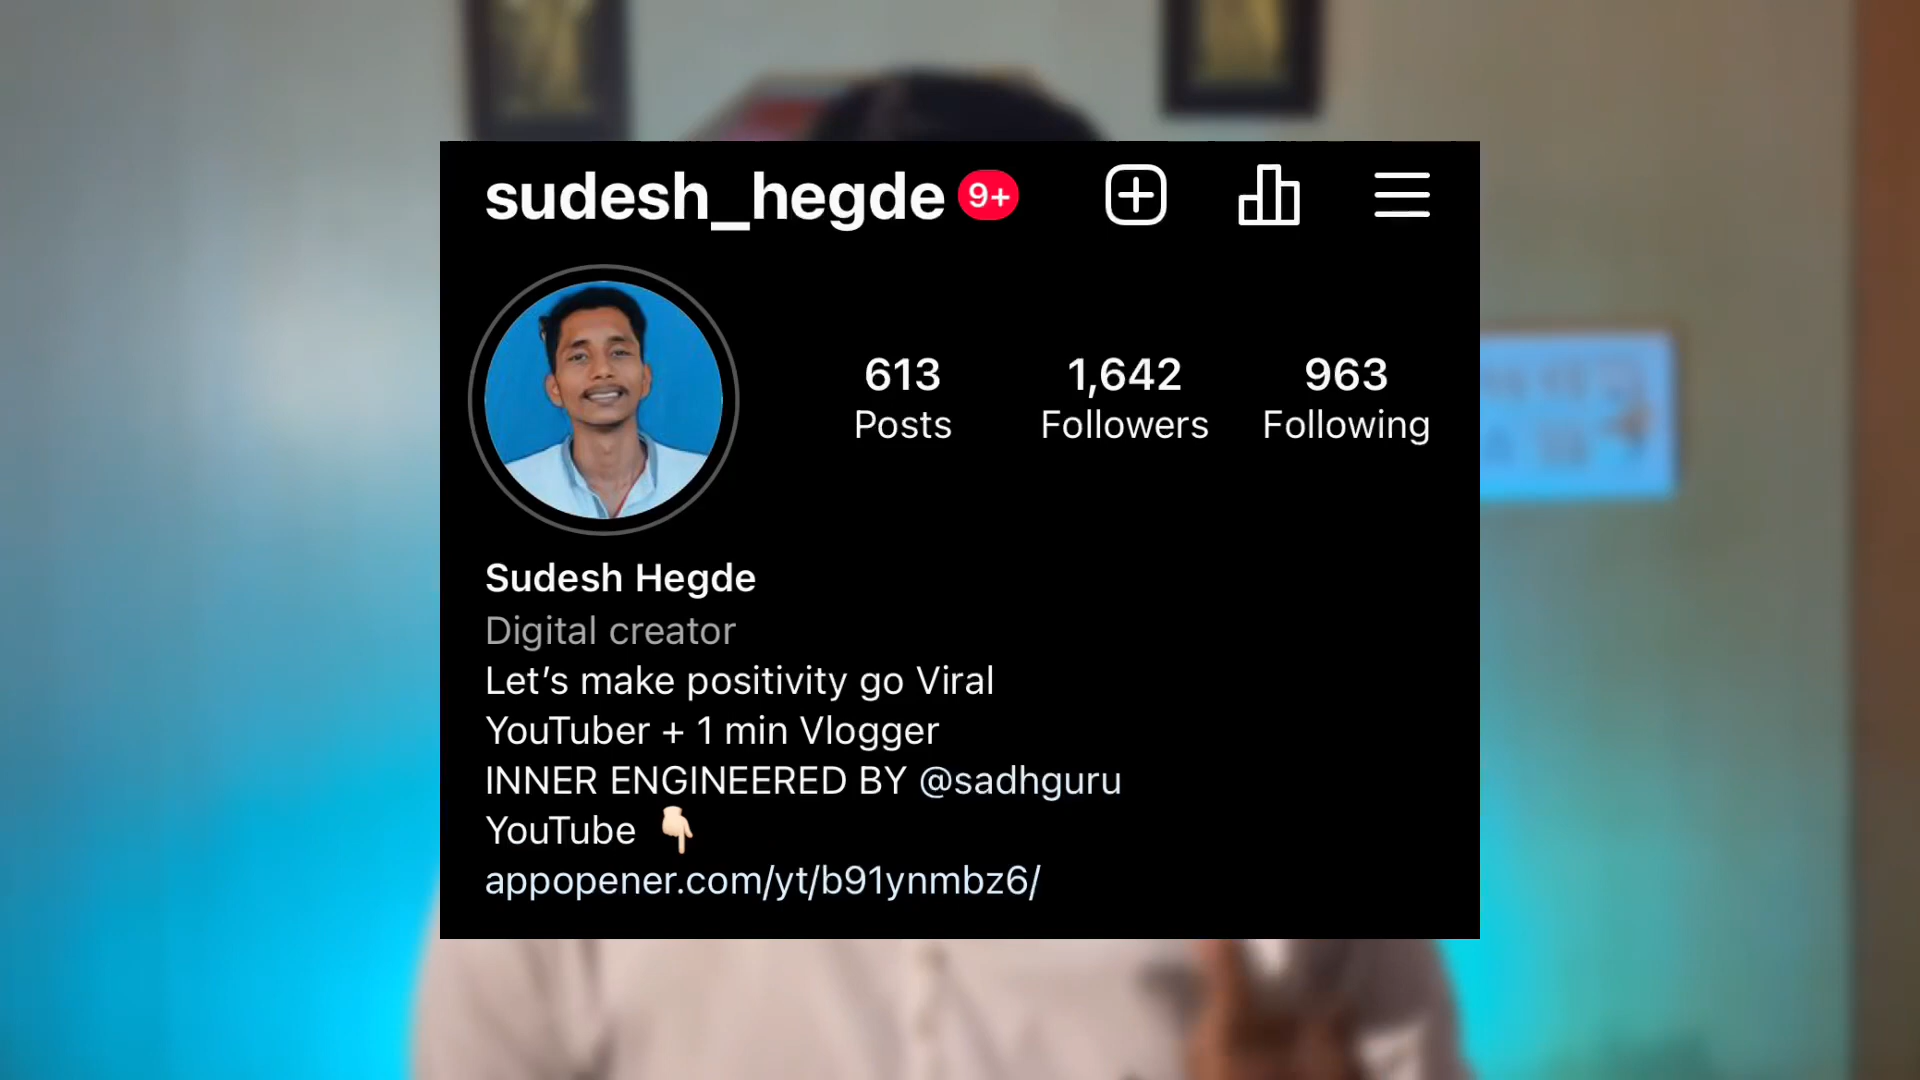 sudesh_hegde 9+
613 1,642 963
Posts Followers Following
Sudesh Hegde
Digital creator
Let’s make positivity go Viral
YouTuber + 1 min Vlogger
INNER ENGINEERED BY @sadhguru
YouTube 👇🏻
appopener.com/yt/b91ynmbz6/